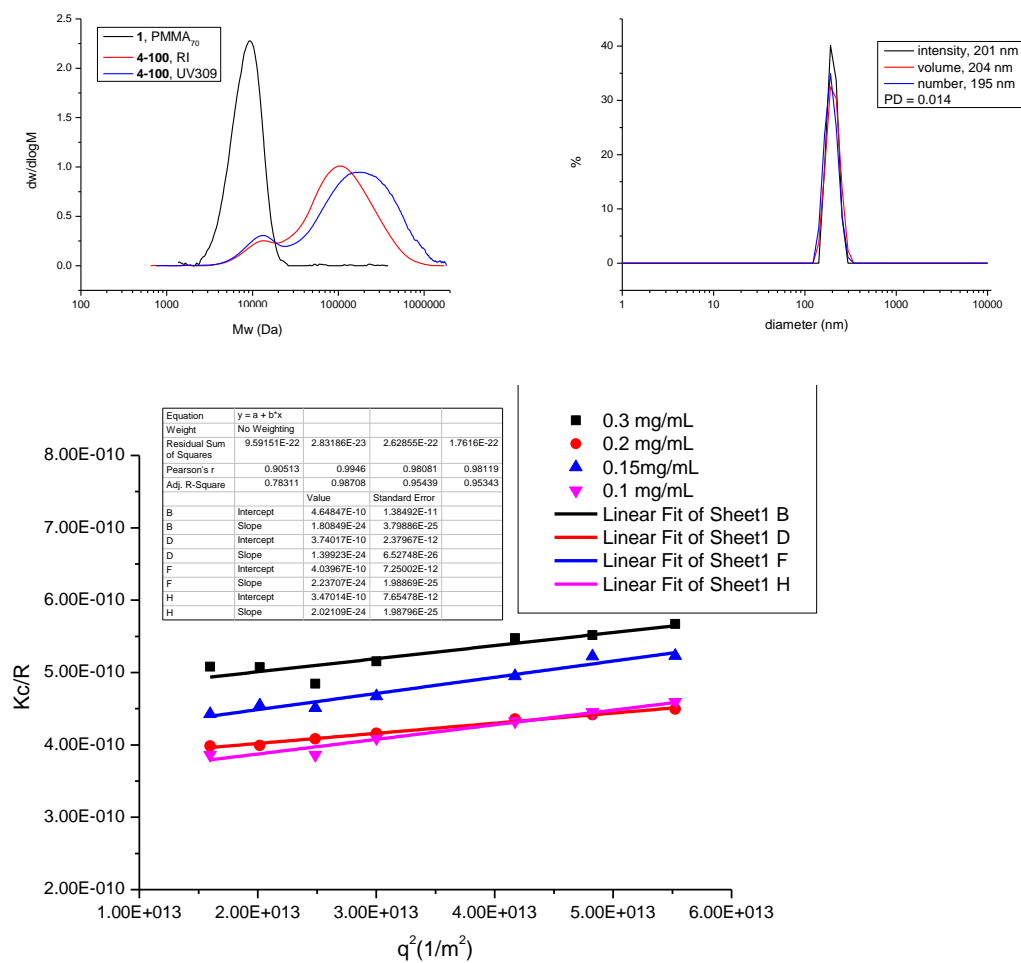 2.5
2.0
1.5
1.0
0.5
0.0
dw/dlogM
100
1000
10000
100000
1000000
Mw (Da)
1, PMMA70
4-100, RI
4-100, UV309
40
30
20
10
0
%
1
10
100
1000
10000
diameter (nm)
intensity, 201 nm
volume, 204 nm
number, 195 nm
PD = 0.014
8.00E-010
7.00E-010
6.00E-010
5.00E-010
4.00E-010
3.00E-010
2.00E-010
Kc/R
1.00E+013
2.00E+013
3.00E+013
4.00E+013
5.00E+013
6.00E+013
q2(1/m2)
Equation y = a + b*x
Weight No Weighting
Residual Sum of Squares 9.59151E-22 2.83186E-23 2.62855E-22 1.7616E-22
Pearson's r 0.90513 0.9946 0.98081 0.98119
Adj. R-Square 0.78311 0.98708 0.95439 0.95343
Value Standard Error
B Intercept 4.64847E-10 1.38492E-11
B Slope 1.80849E-24 3.79886E-25
D Intercept 3.74017E-10 2.37967E-12
D Slope 1.39923E-24 6.52748E-26
F Intercept 4.03967E-10 7.25002E-12
F Slope 2.23707E-24 1.98869E-25
H Intercept 3.47014E-10 7.65478E-12
H Slope 2.02109E-24 1.98796E-25
0.3 mg/mL
0.2 mg/mL
0.15mg/mL
0.1 mg/mL
Linear Fit of Sheet1 B
Linear Fit of Sheet1 D
Linear Fit of Sheet1 F
Linear Fit of Sheet1 H